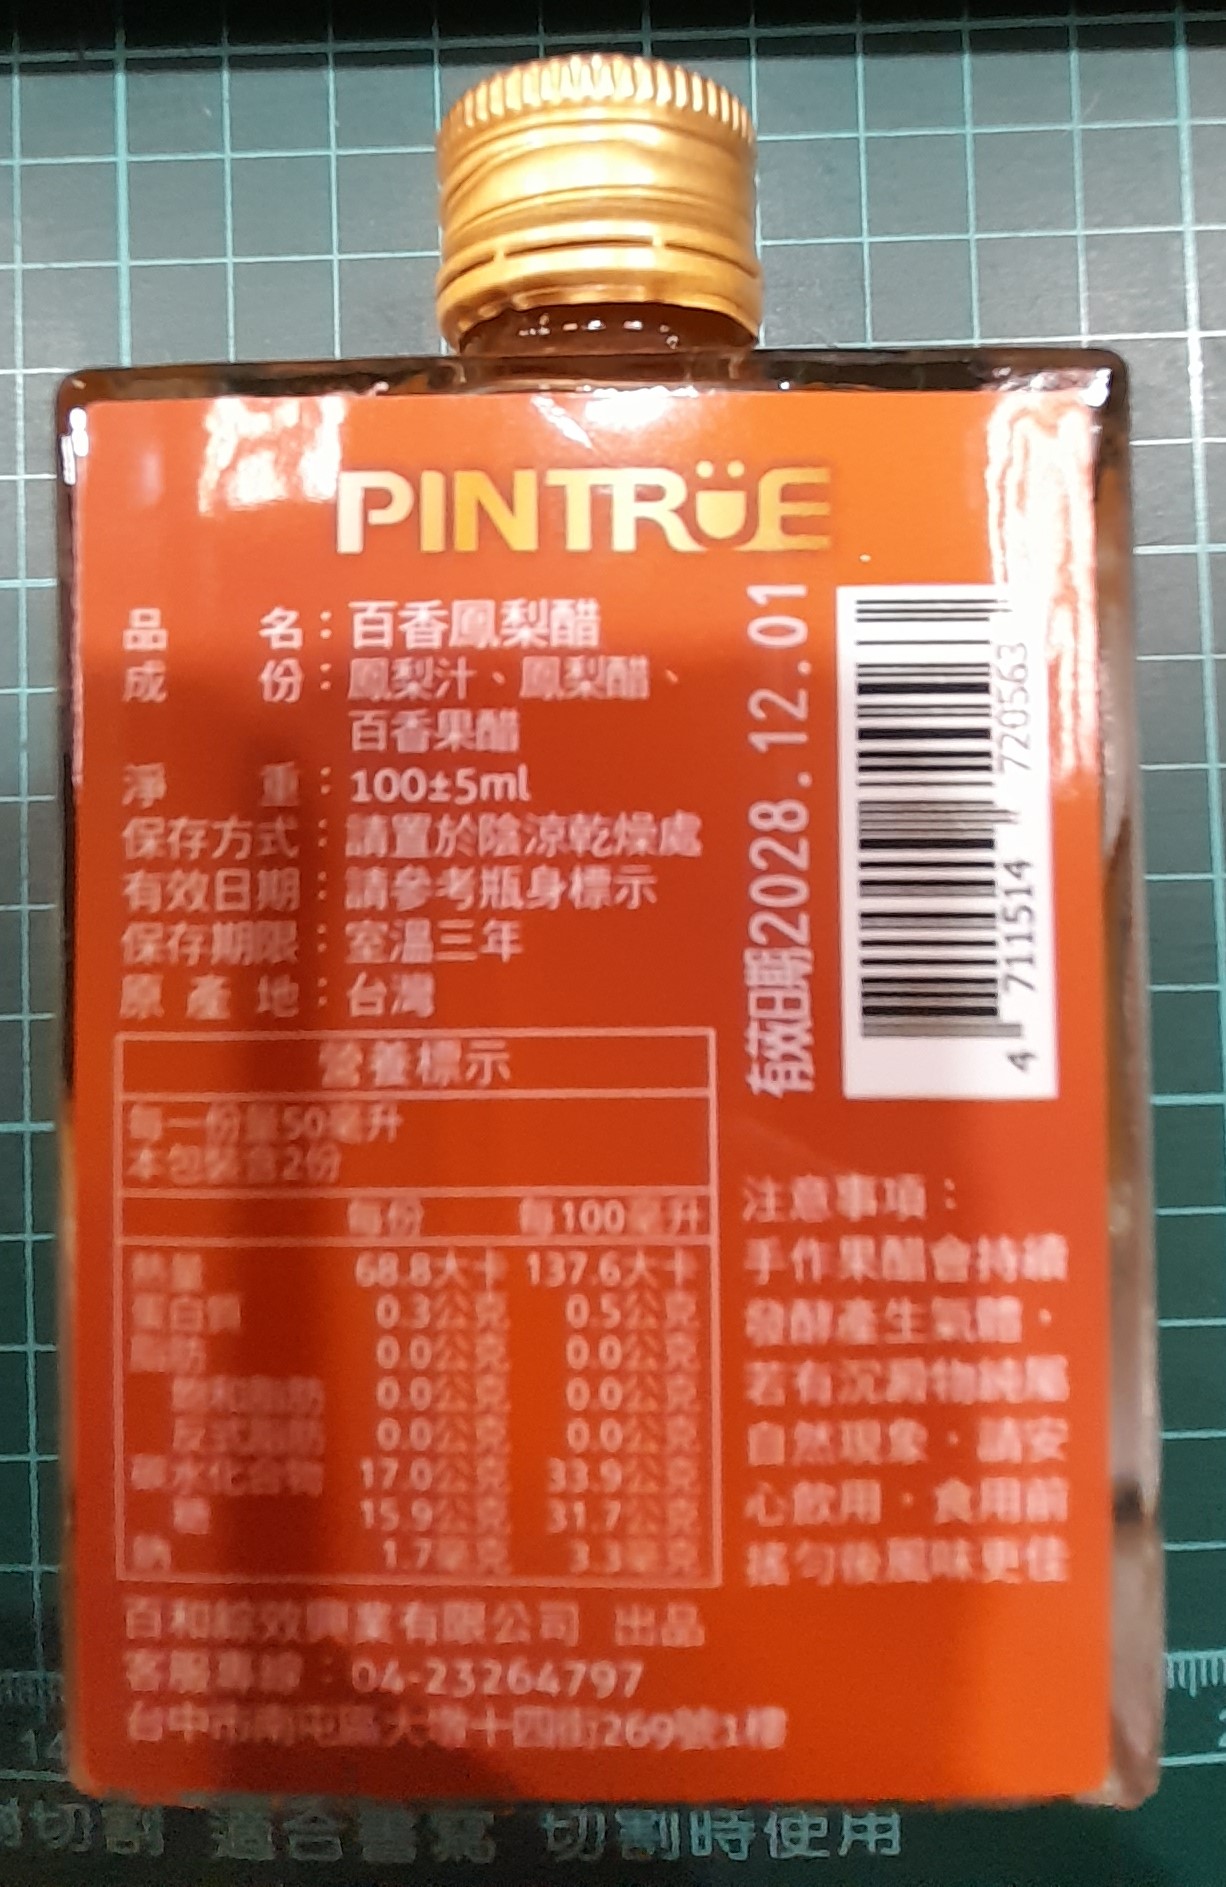 PINTRUE
品名：百香鳳梨醋
成份：鳳梨汁、鳳梨醋、
百香果醋
淨重：100±5ml
保存方式：請置於陰涼乾燥處
有效日期：請參考瓶身標示
保存期限：室溫三年
原產地：台灣
有效日期2028.12.01
4 711514 720563
營養標示
每一份量50毫升
本包裝含2份
每份 每100毫升
熱量 68.8大卡 137.6大卡
蛋白質 0.3公克 0.5公克
脂肪 0.0公克 0.0公克
飽和脂肪 0.0公克 0.0公克
反式脂肪 0.0公克 0.0公克
碳水化合物 17.0公克 33.9公克
糖 15.9公克 31.7公克
鈉 1.7毫克 3.3毫克
注意事項：
手作果醋會持續
發酵產生氣體，
若有沉澱物純屬
自然現象，請安
心飲用，食用前
搖勻後風味更佳
百和綜效興業有限公司 出品
客服專線：04-23264797
台中市南屯區大墩十四街269號1樓
切割 適合書寫 切割時使用